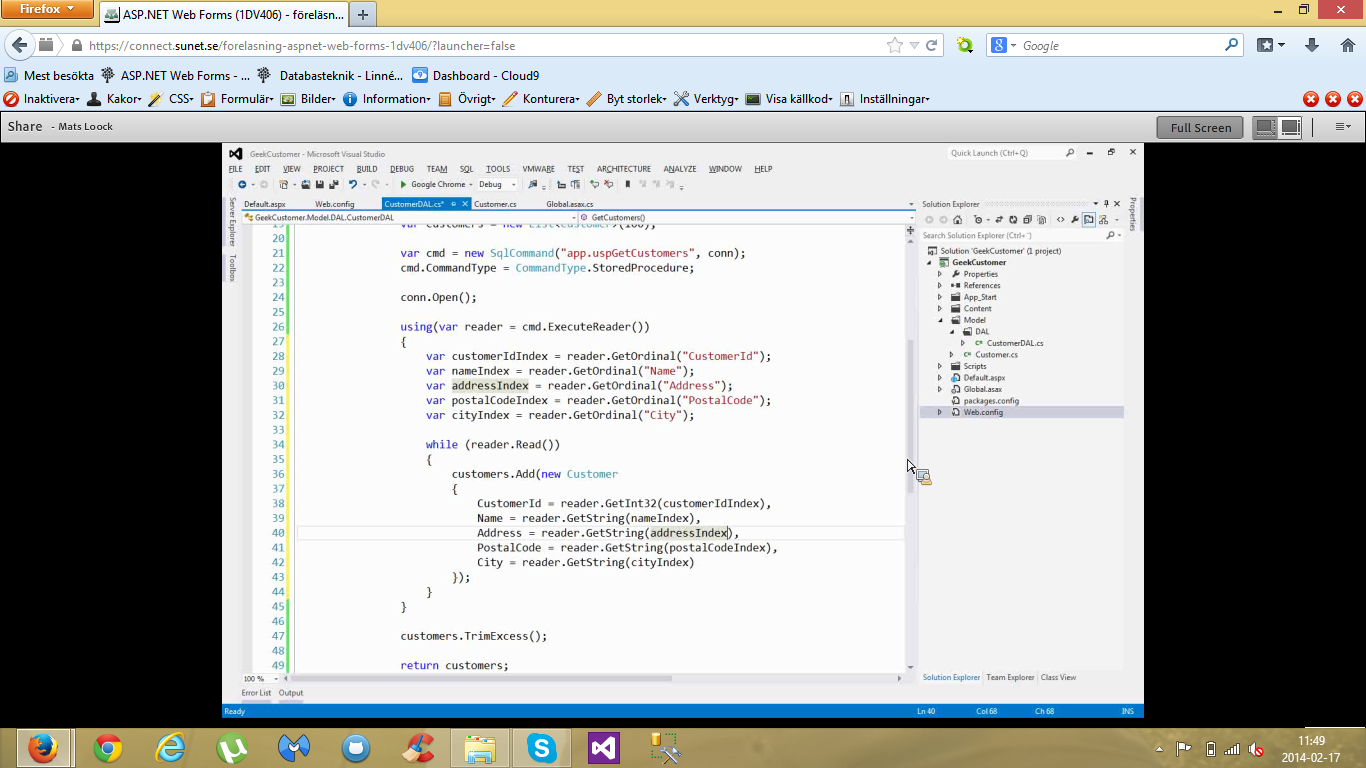 Firefox
ASP.NET Web Forms (1DV406) - föreläsn...
https://connect.sunet.se/forelasning-aspnet-web-forms-1dv406/?launcher=false
Google
Mest besökta
ASP.NET Web Forms - ...
Databasteknik - Linné...
Dashboard - Cloud9
Inaktivera
Kakor
CSS
Formulär
Bilder
Information
Övrigt
Konturera
Byt storlek
Verktyg
Visa källkod
Inställningar
Share - Mats Loock
Full Screen
GeekCustomer - Microsoft Visual Studio
Quick Launch (Ctrl+Q)
FILE EDIT VIEW PROJECT BUILD DEBUG TEAM SQL TOOLS VMWARE TEST ARCHITECTURE ANALYZE WINDOW HELP
Google Chrome
Debug
Server Explorer
Toolbox
Default.aspx
Web.config
CustomerDAL.cs*
Customer.cs
Global.asax.cs
GeekCustomer.Model.DAL.CustomerDAL
GetCustomers()
19 var customers = new List<Customer>(100);
20
21 var cmd = new SqlCommand("app.uspGetCustomers", conn);
22 cmd.CommandType = CommandType.StoredProcedure;
23
24 conn.Open();
25
26 using(var reader = cmd.ExecuteReader())
27 {
28 var customerIdIndex = reader.GetOrdinal("CustomerId");
29 var nameIndex = reader.GetOrdinal("Name");
30 var addressIndex = reader.GetOrdinal("Address");
31 var postalCodeIndex = reader.GetOrdinal("PostalCode");
32 var cityIndex = reader.GetOrdinal("City");
33
34 while (reader.Read())
35 {
36 customers.Add(new Customer
37 {
38 CustomerId = reader.GetInt32(customerIdIndex),
39 Name = reader.GetString(nameIndex),
40 Address = reader.GetString(addressIndex),
41 PostalCode = reader.GetString(postalCodeIndex),
42 City = reader.GetString(cityIndex)
43 });
44 }
45 }
46
47 customers.TrimExcess();
48
49 return customers;
100 %
Error List Output
Solution Explorer
Search Solution Explorer (Ctrl+¨)
Solution 'GeekCustomer' (1 project)
GeekCustomer
Properties
References
App_Start
Content
Model
DAL
CustomerDAL.cs
Customer.cs
Scripts
Default.aspx
Global.asax
packages.config
Web.config
Solution Explorer Team Explorer Class View
Properties
Ready
Ln 40
Col 68
Ch 68
INS
11:49
2014-02-17